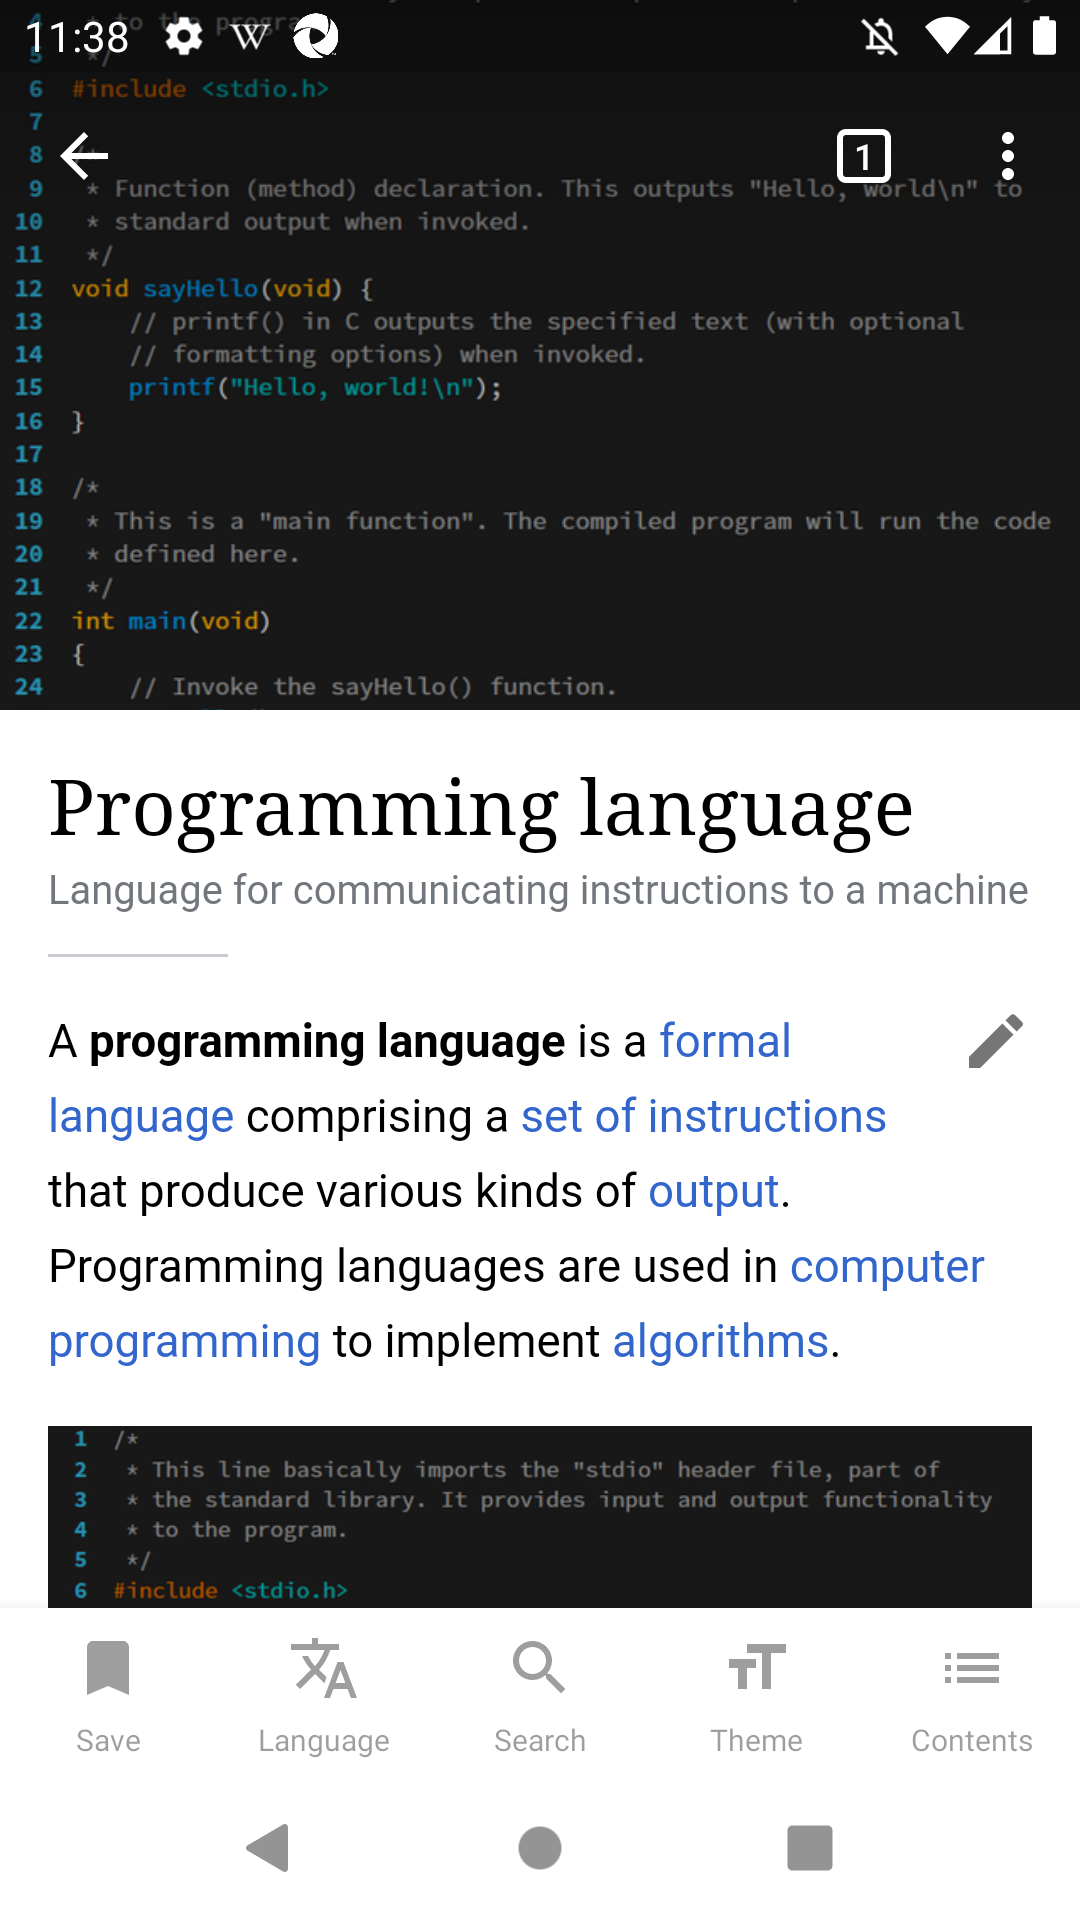 4 * to the program.
11:38
5 */
6 #include <stdio.h>
7
1
8
9 * Function (method) declaration. This outputs "Hello, world\n" to
10 * standard output when invoked.
11 */
12 void sayHello(void) {
13 // printf() in C outputs the specified text (with optional
14 // formatting options) when invoked.
15 printf("Hello, world!\n");
16 }
17
18 /*
19 * This is a "main function". The compiled program will run the code
20 * defined here.
21 */
22 int main(void)
23 {
24 // Invoke the sayHello() function.
Programming language
Language for communicating instructions to a machine
A programming language is a formal
language comprising a set of instructions
that produce various kinds of output.
Programming languages are used in computer
programming to implement algorithms.
1 /*
2 * This line basically imports the "stdio" header file, part of
3 * the standard library. It provides input and output functionality
4 * to the program.
5 */
6 #include <stdio.h>
Save Language Search Theme Contents